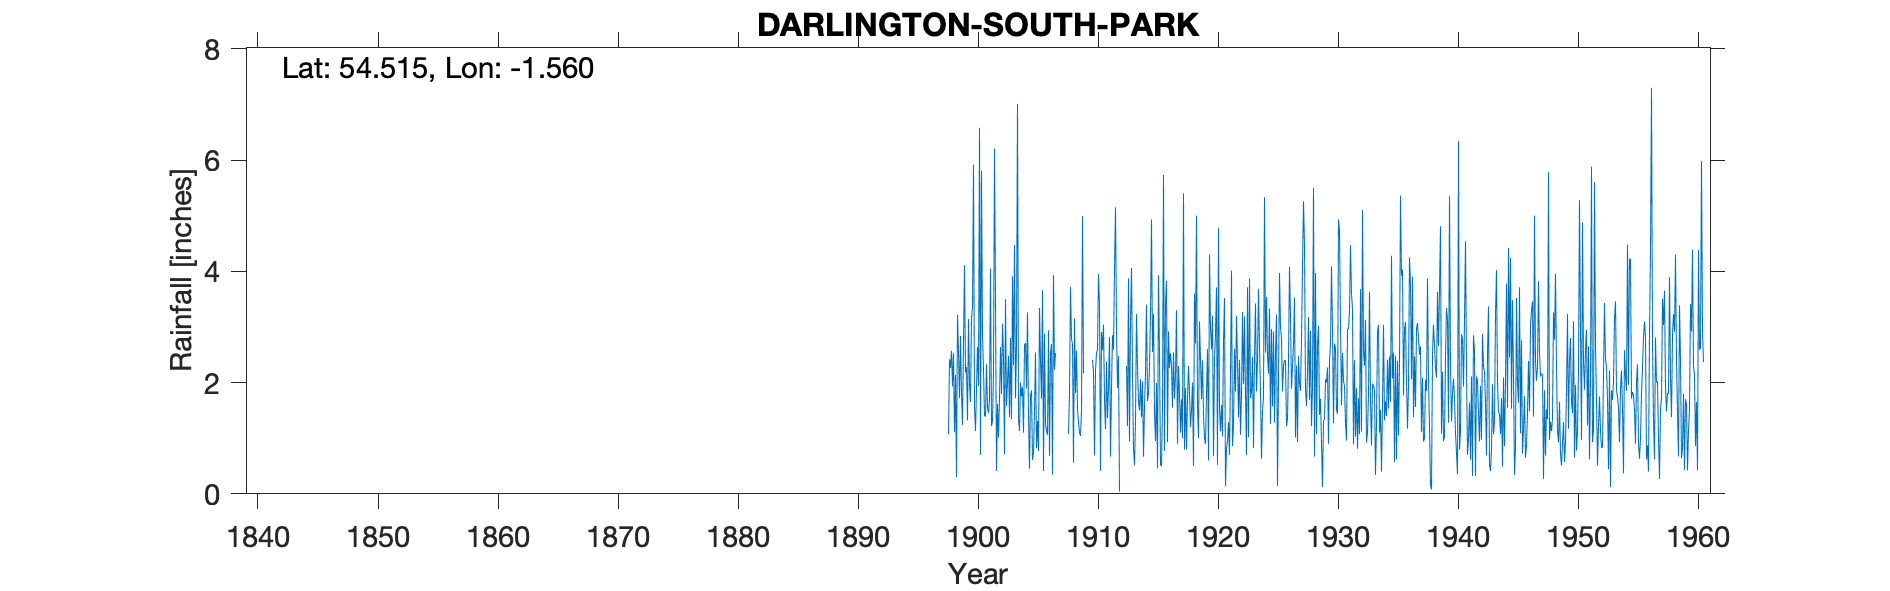 DARLINGTON-SOUTH-PARK
Lat: 54.515, Lon: -1.560
Rainfall [inches]
8
6
4
2
0
1840 1850 1860 1870 1880 1890 1900 1910 1920 1930 1940 1950 1960
Year